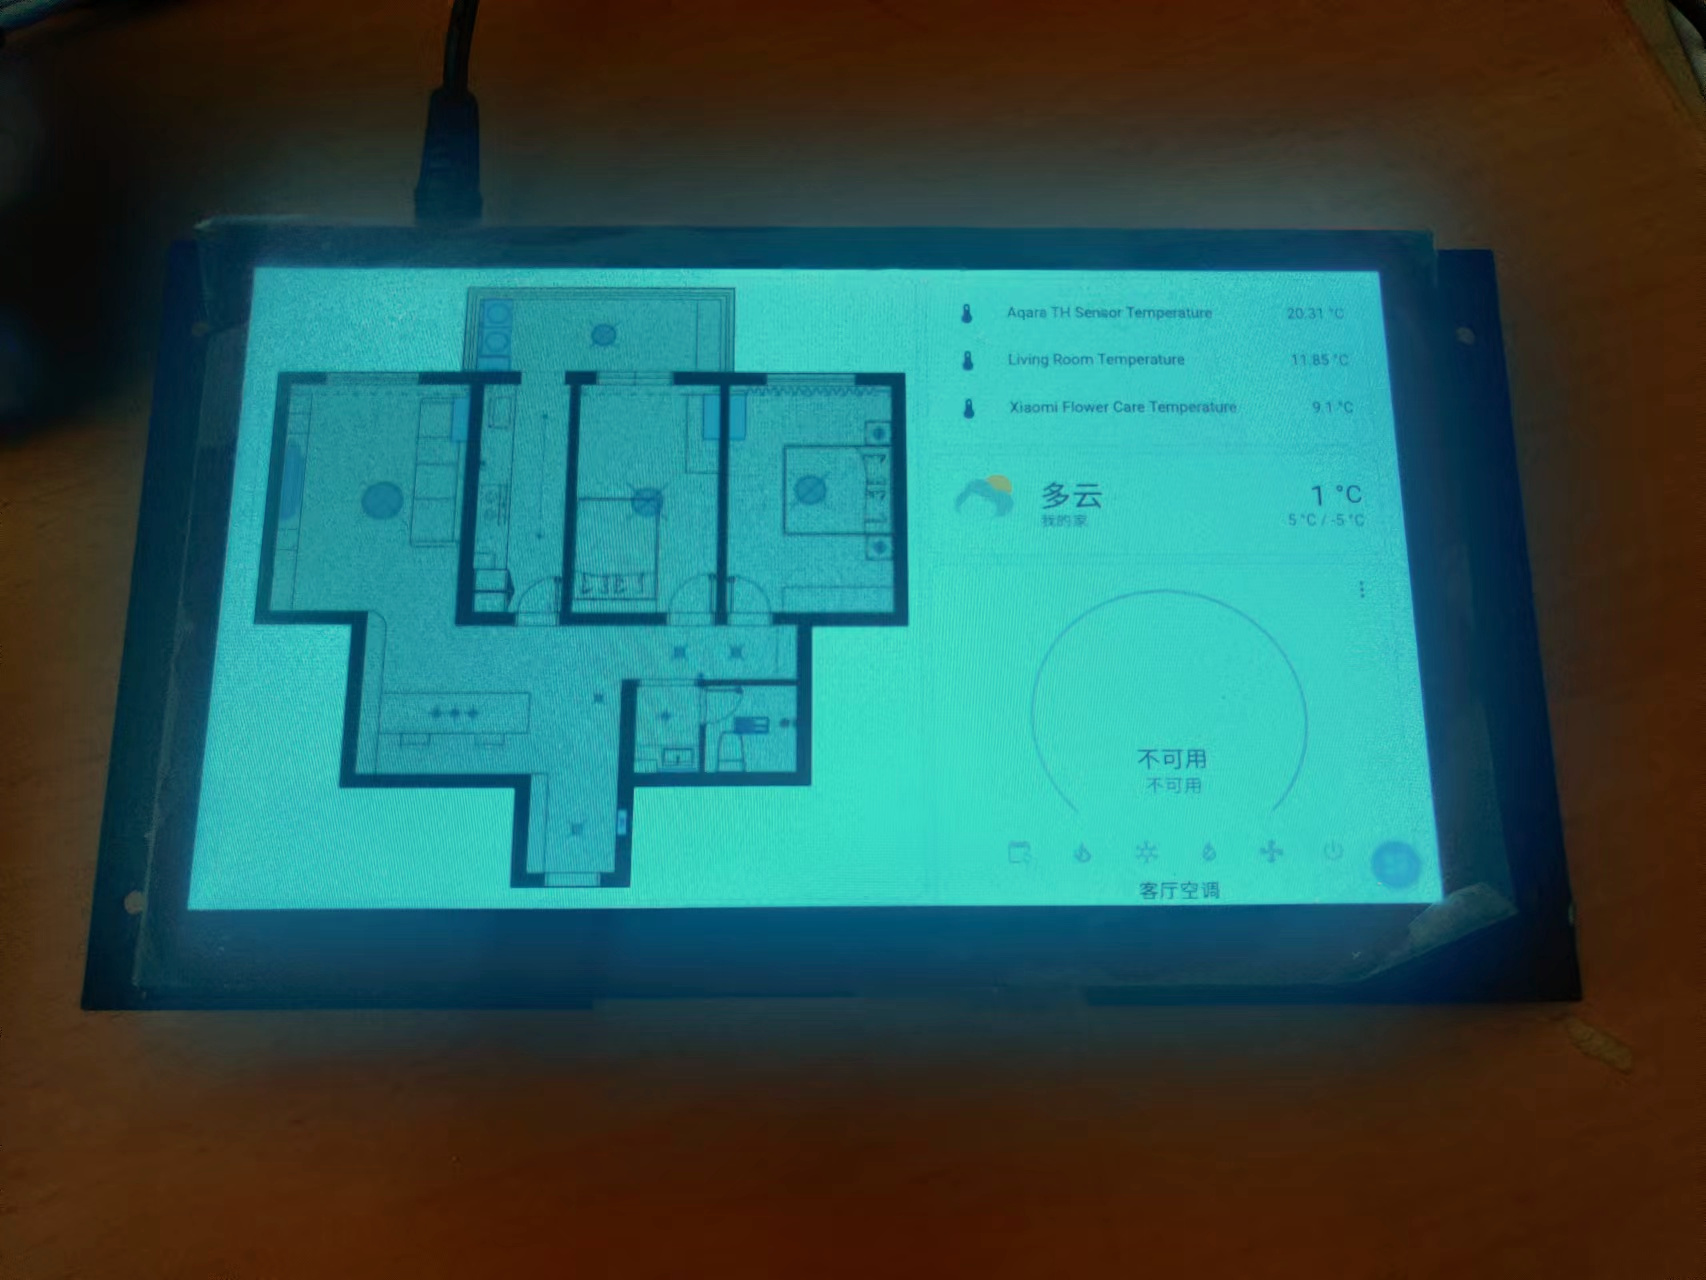 Aqara TH Sensor Temperature 20.31 °C
Living Room Temperature 11.85 °C
Xiaomi Flower Care Temperature 9.1 °C
多云 1 °C
我的家 5 °C / -5 °C
不可用
不可用
客厅空调